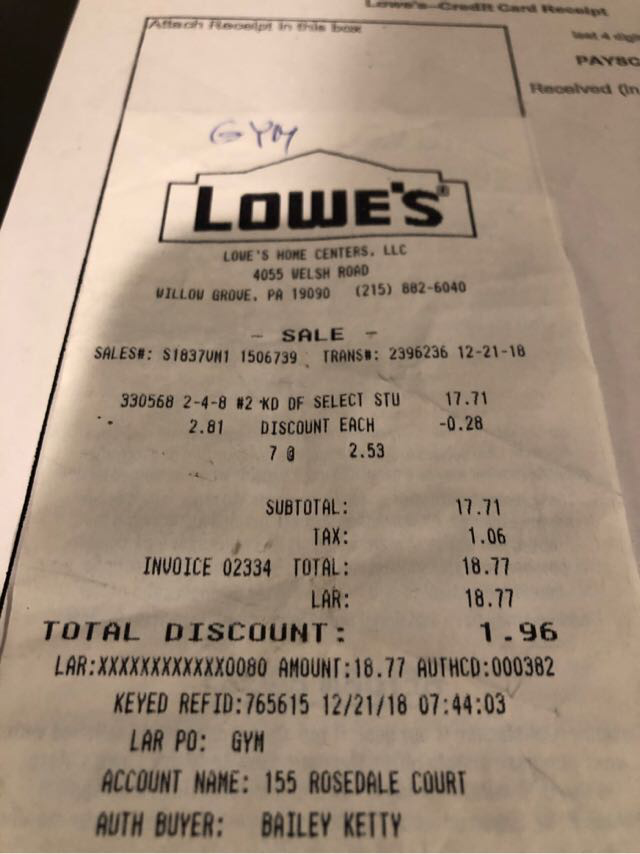 Lowe's-Credit Card Receipt
Attach Receipt in this box
last 4 digi
PAYSC
Received (in
GYM
LOWE'S
LOWE'S HOME CENTERS, LLC
4055 WELSH ROAD
WILLOW GROVE, PA 19090 (215) 882-6040
- SALE -
SALES#: S1837VM1 1506739 TRANS#: 2396236 12-21-18
330568 2-4-8 #2 KD DF SELECT STU 17.71
2.81 DISCOUNT EACH -0.28
7 @ 2.53
SUBTOTAL: 17.71
TAX: 1.06
INVOICE 02334 TOTAL: 18.77
LAR: 18.77
TOTAL DISCOUNT: 1.96
LAR:XXXXXXXXXXXX0080 AMOUNT:18.77 AUTHCD:000382
KEYED REFID:765615 12/21/18 07:44:03
LAR PO: GYM
ACCOUNT NAME: 155 ROSEDALE COURT
AUTH BUYER: BAILEY KETTY